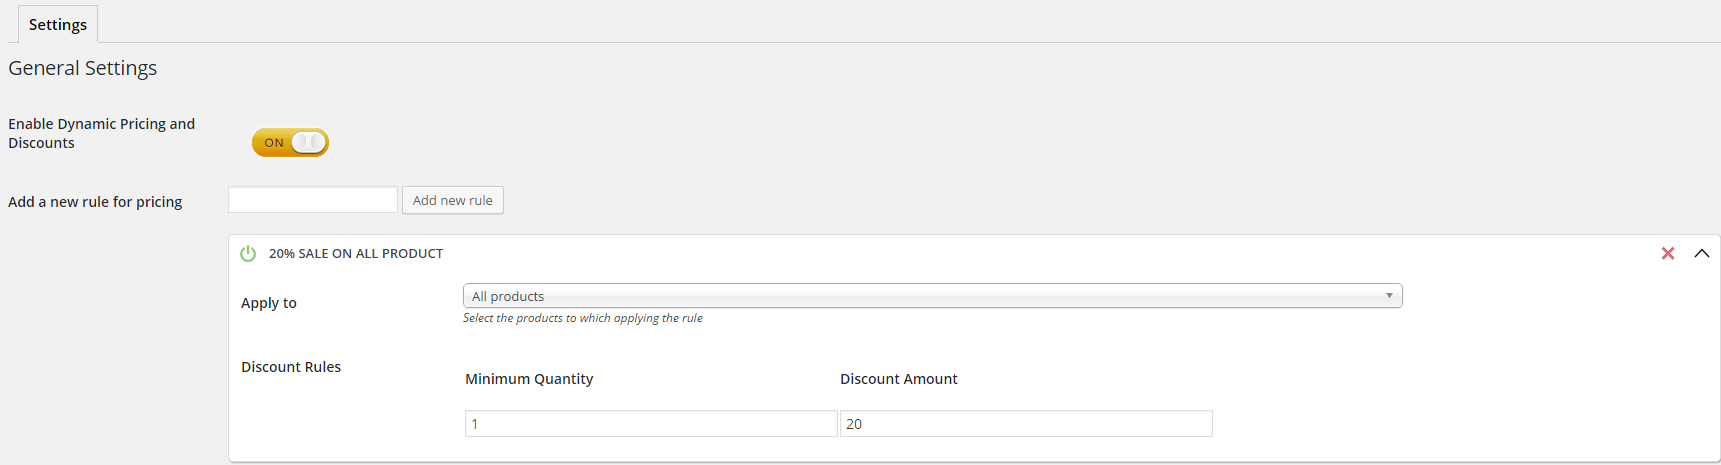 Settings
General Settings
Enable Dynamic Pricing and
Discounts
ON
Add a new rule for pricing
Add new rule
20% SALE ON ALL PRODUCT
Apply to
All products
Select the products to which applying the rule
Discount Rules
Minimum Quantity
Discount Amount
1
20